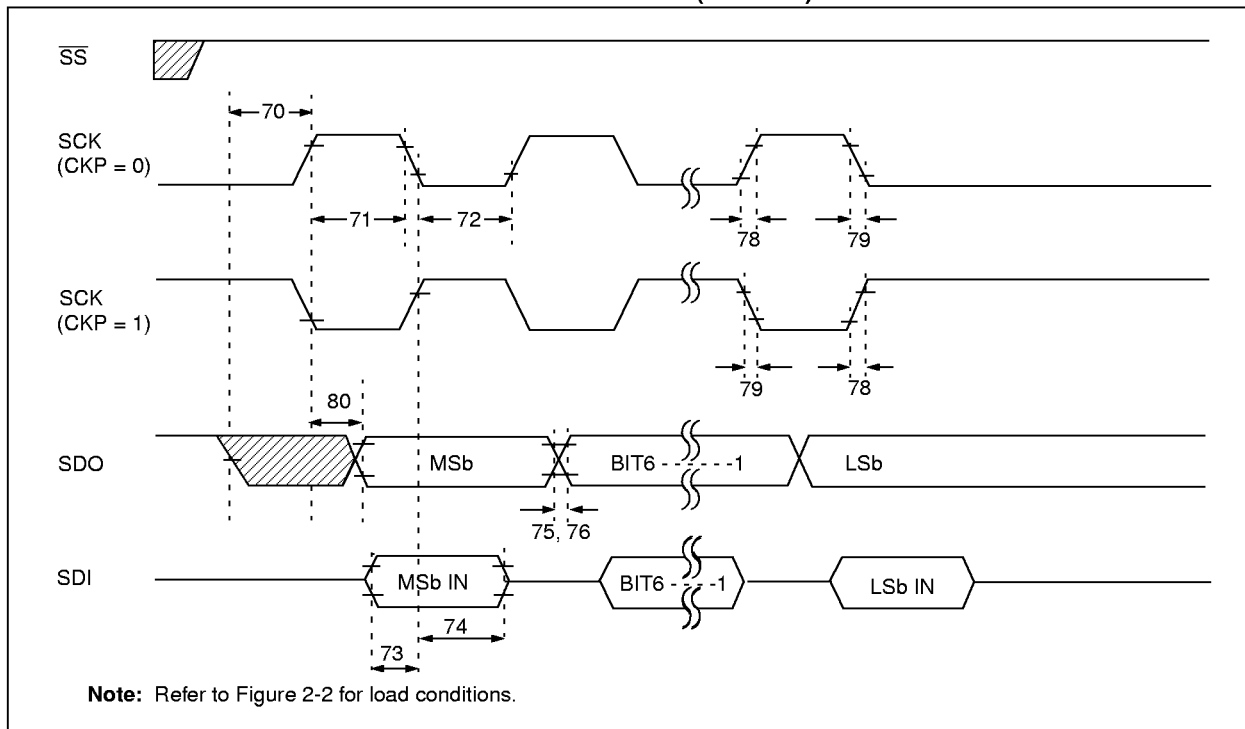 SS
70
SCK
(CKP = 0)
71
72
78
79
SCK
(CKP = 1)
79
78
80
SDO
MSb
BIT6 - - - - - -1
LSb
75, 76
SDI
MSb IN
BIT6 - - - -1
LSb IN
74
73
Note: Refer to Figure 2-2 for load conditions.